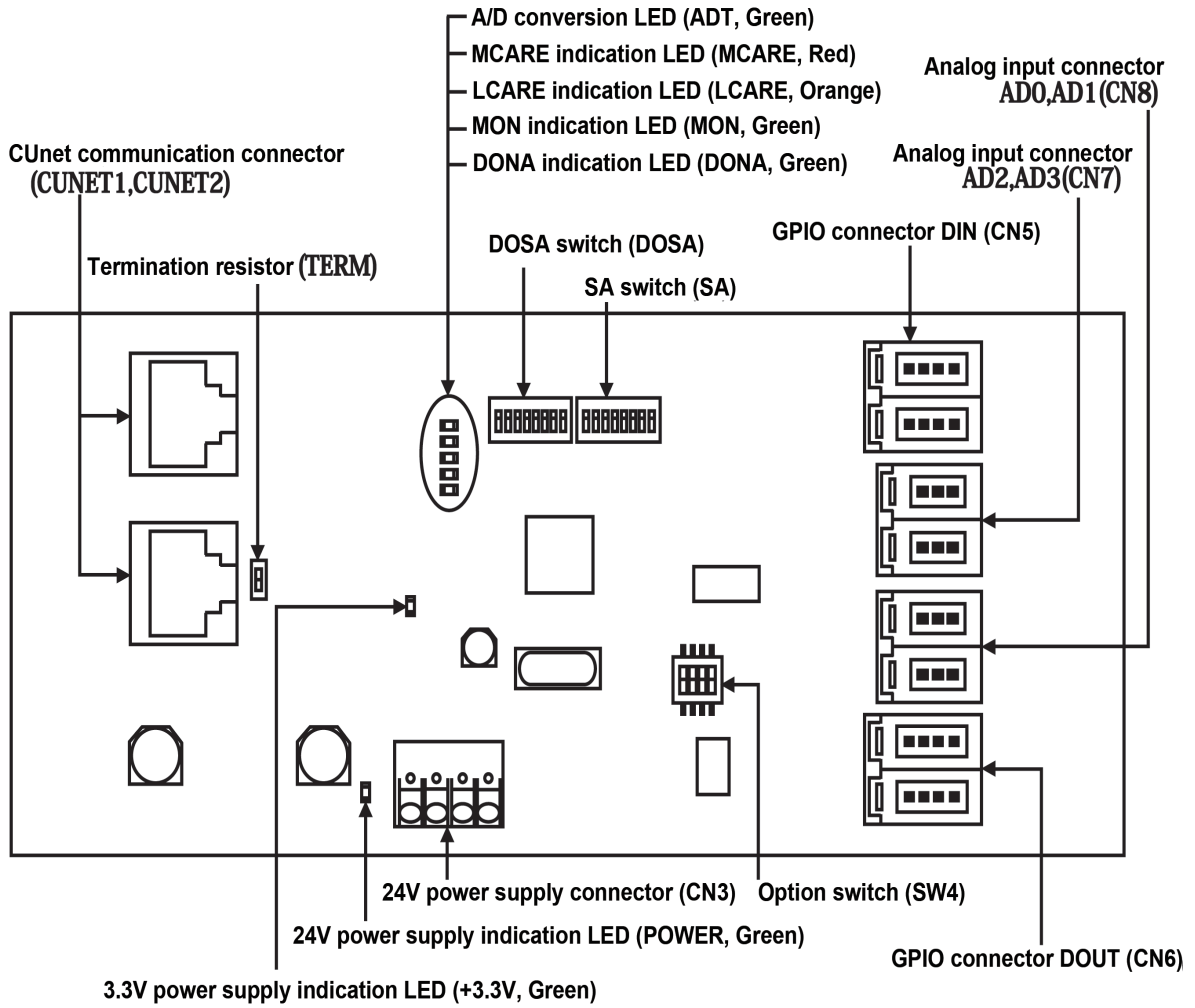 A/D conversion LED (ADT, Green)
MCARE indication LED (MCARE, Red)
LCARE indication LED (LCARE, Orange)
MON indication LED (MON, Green)
DONA indication LED (DONA, Green)
Analog input connector
AD0,AD1(CN8)
Analog input connector
AD2,AD3(CN7)
CUnet communication connector
(CUNET1,CUNET2)
GPIO connector DIN (CN5)
DOSA switch (DOSA)
Termination resistor (TERM)
SA switch (SA)
24V power supply connector (CN3)
Option switch (SW4)
24V power supply indication LED (POWER, Green)
GPIO connector DOUT (CN6)
3.3V power supply indication LED (+3.3V, Green)